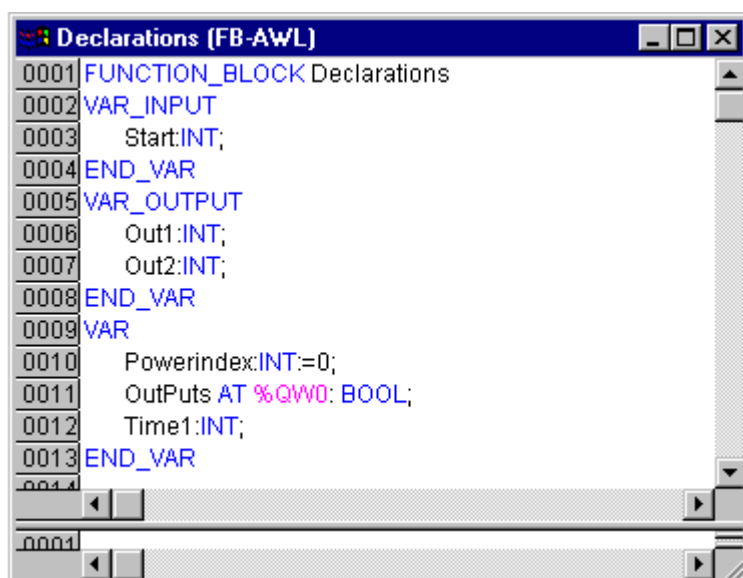 Declarations (FB-AWL)
0001 FUNCTION_BLOCK Declarations
0002 VAR_INPUT
0003 Start:INT;
0004 END_VAR
0005 VAR_OUTPUT
0006 Out1:INT;
0007 Out2:INT;
0008 END_VAR
0009 VAR
0010 Powerindex:INT:=0;
0011 OutPuts AT %QW0: BOOL;
0012 Time1:INT;
0013 END_VAR
0014
0001